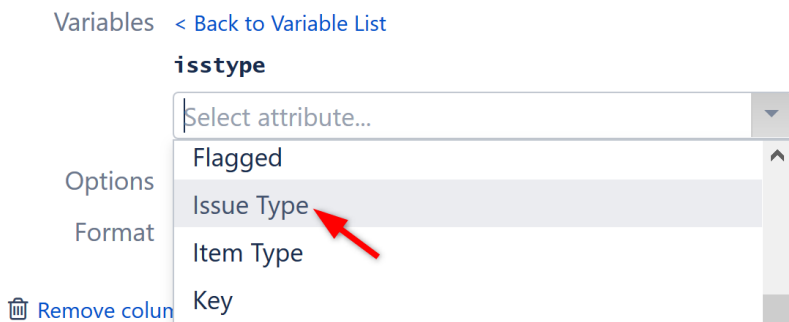 Variables < Back to Variable List
isstype
Select attribute...
Flagged
Options
Issue Type
Format
Item Type
Key
Remove colum